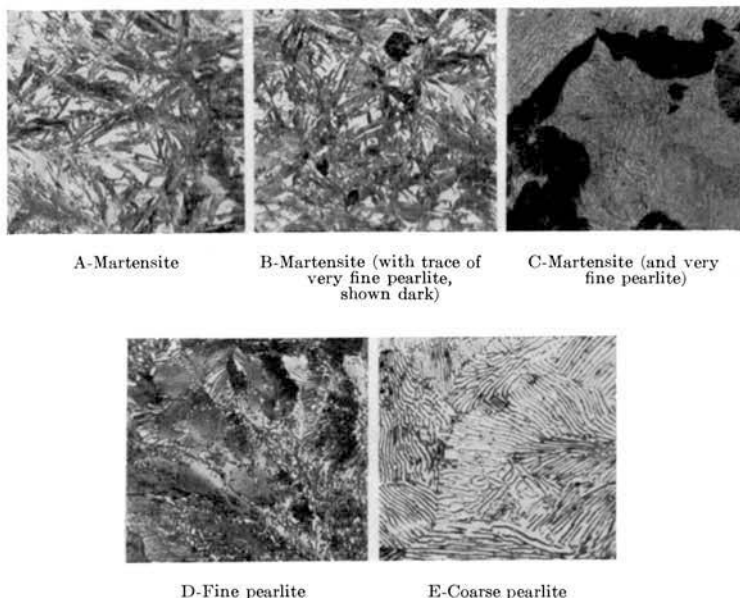 A-Martensite
B-Martensite (with trace of
very fine pearlite,
shown dark)
C-Martensite (and very
fine pearlite)
D-Fine pearlite
E-Coarse pearlite